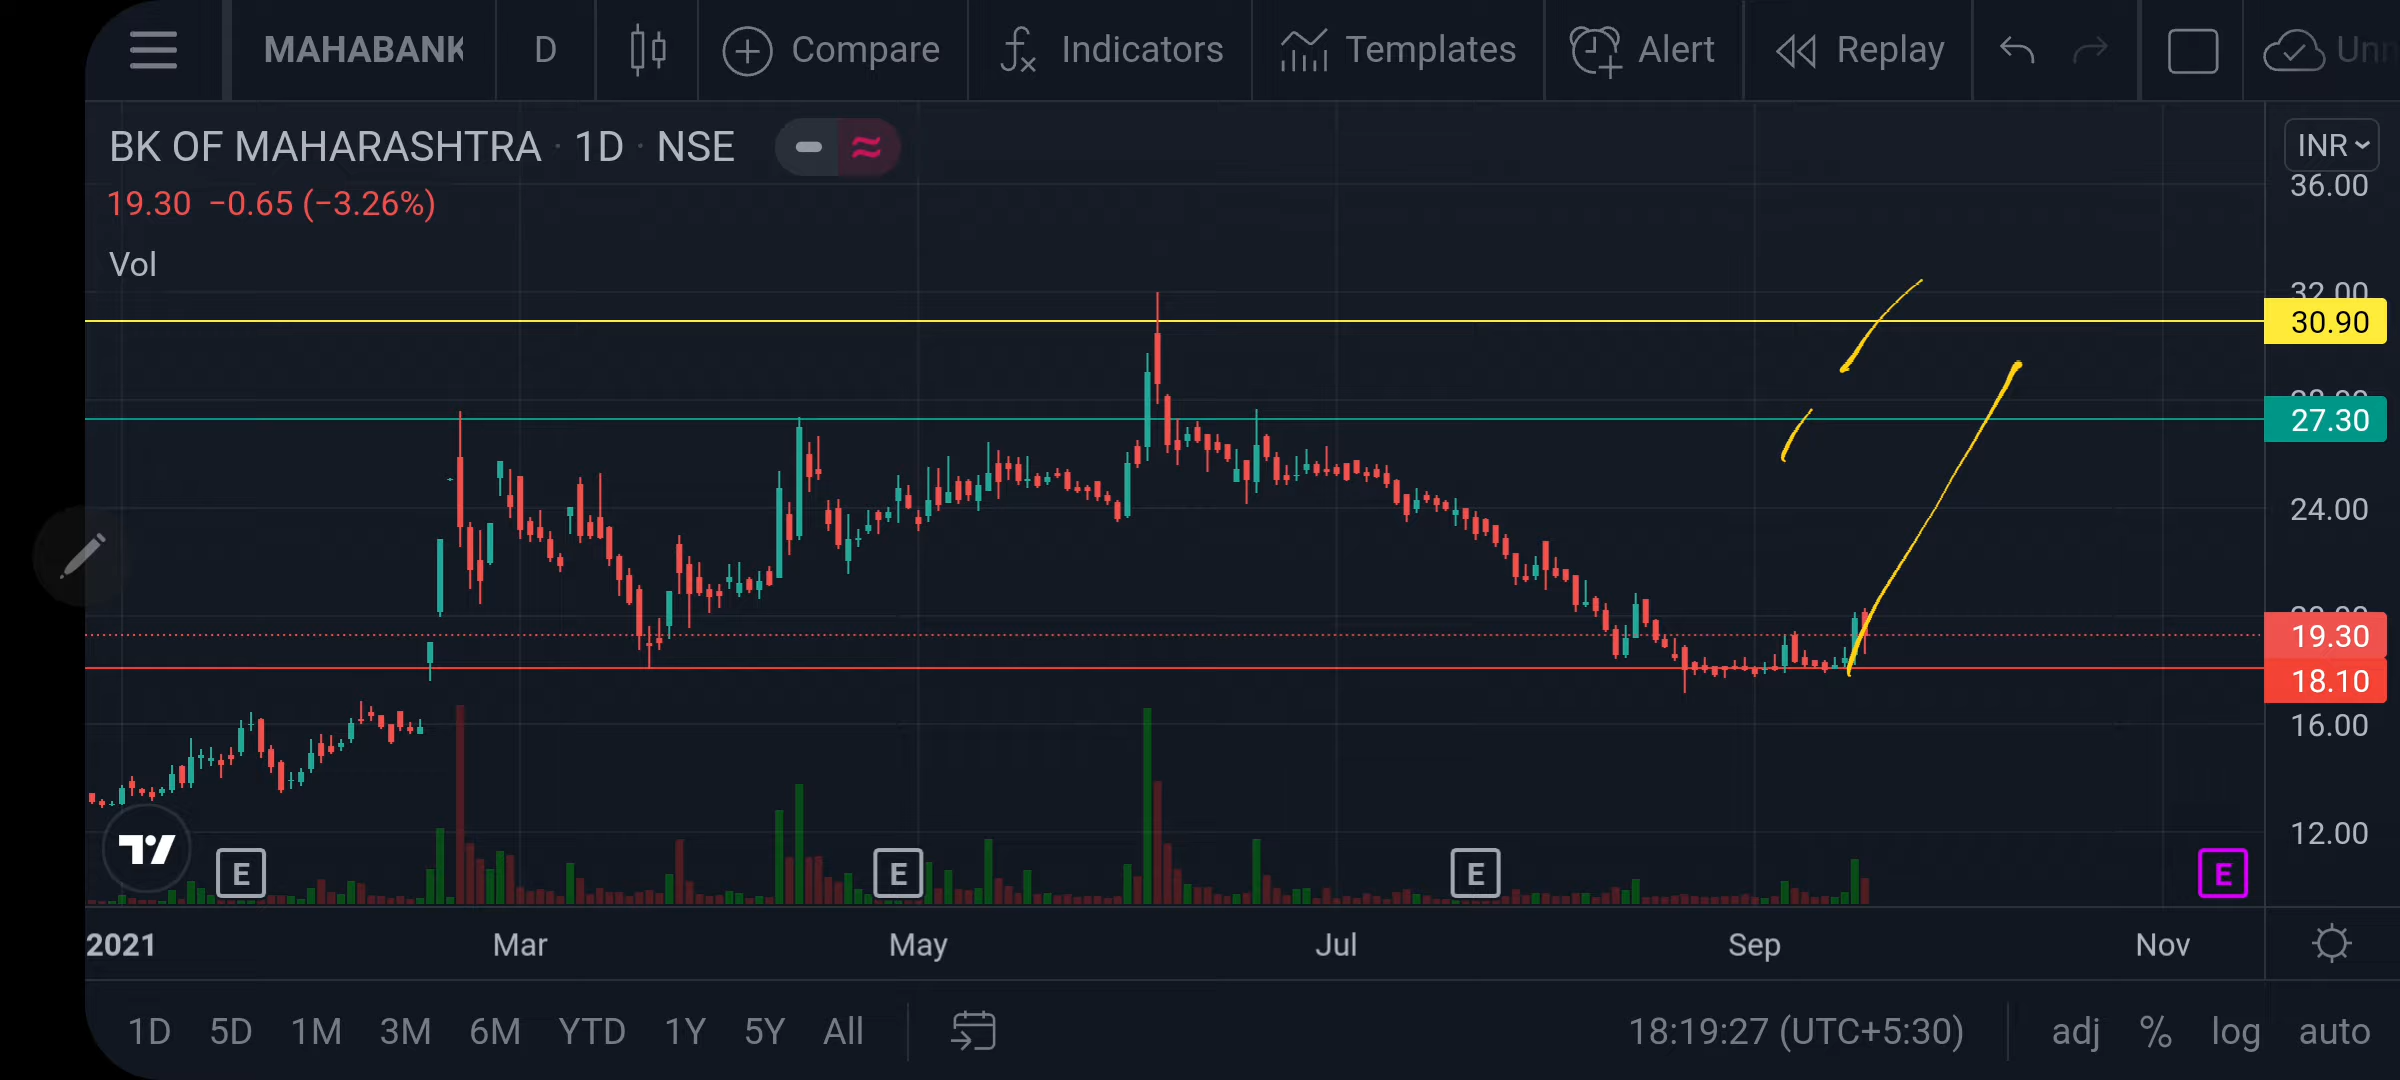 MAHABANK D Compare Indicators Templates Alert Replay
BK OF MAHARASHTRA · 1D · NSE
INR
19.30 −0.65 (−3.26%)
Vol
36.00
32.00
30.90
27.30
24.00
19.30
18.10
16.00
12.00
E E E E
2021 Mar May Jul Sep Nov
1D 5D 1M 3M 6M YTD 1Y 5Y All 18:19:27 (UTC+5:30) adj % log auto